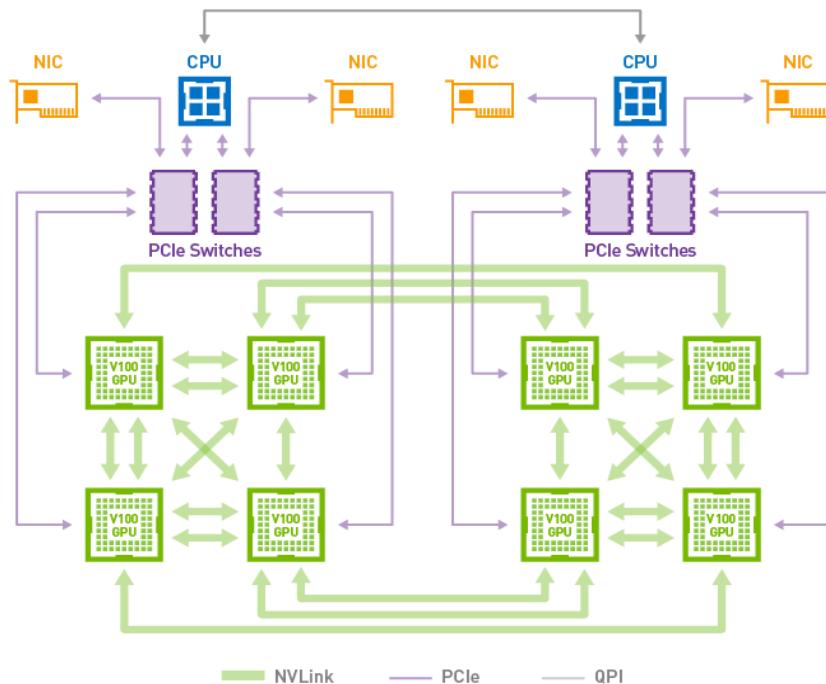 NIC
CPU
NIC
NIC
CPU
NIC
PCIe Switches
PCIe Switches
V100
GPU
V100
GPU
V100
GPU
V100
GPU
V100
GPU
V100
GPU
V100
GPU
V100
GPU
NVLink
PCIe
QPI